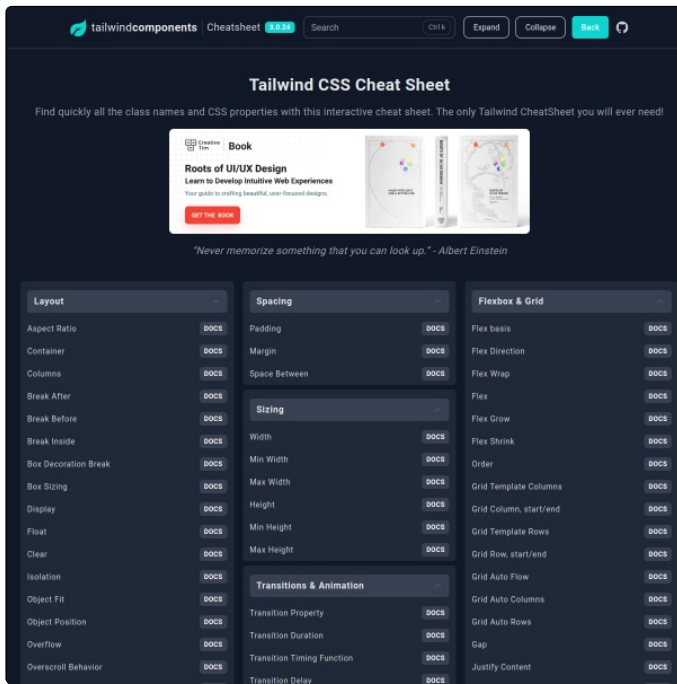 tailwindcomponents Cheatsheet 3.0.24 Search Ctrl k Expand Collapse Back
Tailwind CSS Cheat Sheet
Find quickly all the class names and CSS properties with this interactive cheat sheet. The only Tailwind CheatSheet you will ever need!
Creative Tim Book
Roots of UI/UX Design
Learn to Develop Intuitive Web Experiences
Your guide to crafting beautiful, user-focused designs.
GET THE BOOK
"Never memorize something that you can look up." - Albert Einstein
Layout
Aspect Ratio DOCS
Container DOCS
Columns DOCS
Break After DOCS
Break Before DOCS
Break Inside DOCS
Box Decoration Break DOCS
Box Sizing DOCS
Display DOCS
Float DOCS
Clear DOCS
Isolation DOCS
Object Fit DOCS
Object Position DOCS
Overflow DOCS
Overscroll Behavior DOCS
Spacing
Padding DOCS
Margin DOCS
Space Between DOCS
Sizing
Width DOCS
Min Width DOCS
Max Width DOCS
Height DOCS
Min Height DOCS
Max Height DOCS
Transitions & Animation
Transition Property DOCS
Transition Duration DOCS
Transition Timing Function DOCS
Transition Delay DOCS
Flexbox & Grid
Flex basis DOCS
Flex Direction DOCS
Flex Wrap DOCS
Flex DOCS
Flex Grow DOCS
Flex Shrink DOCS
Order DOCS
Grid Template Columns DOCS
Grid Column, start/end DOCS
Grid Template Rows DOCS
Grid Row, start/end DOCS
Grid Auto Flow DOCS
Grid Auto Columns DOCS
Grid Auto Rows DOCS
Gap DOCS
Justify Content DOCS